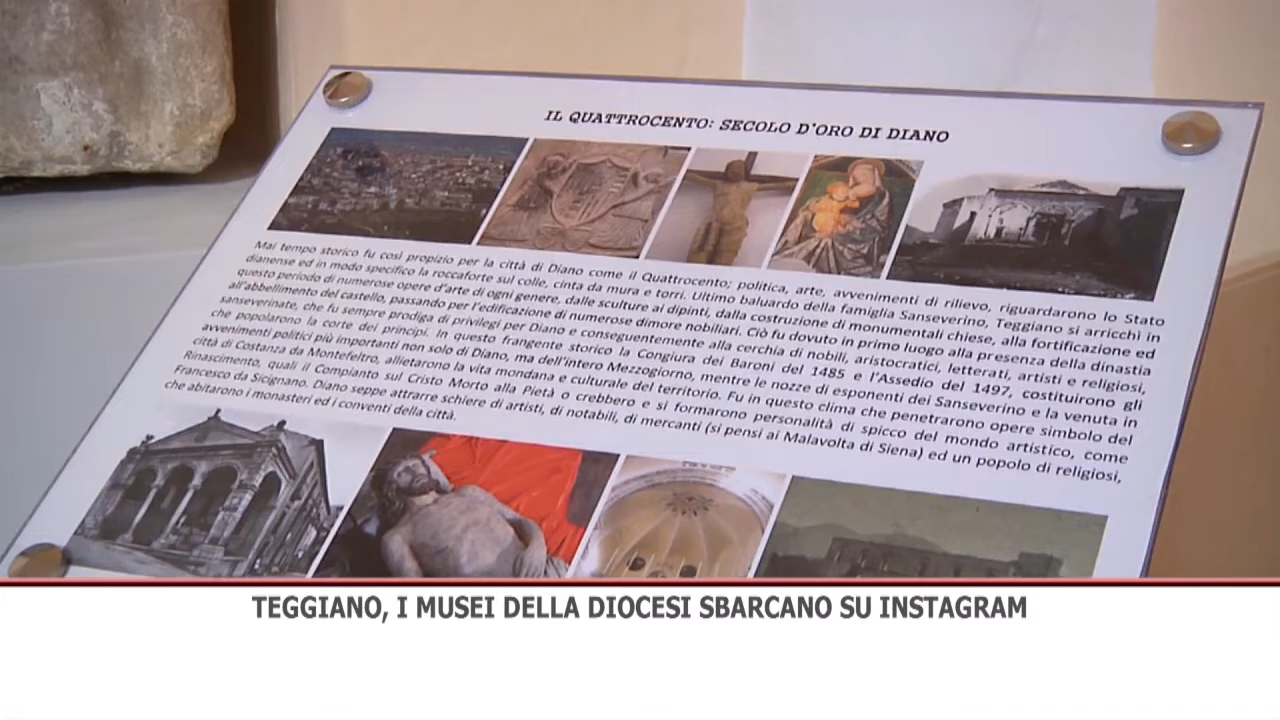 IL QUATTROCENTO: SECOLO D'ORO DI DIANO
Mai tempo storico fu così propizio per la città di Diano come il Quattrocento; politica, arte, avvenimenti di rilievo, riguardarono lo Stato
dianense ed in modo specifico la roccaforte sul colle, cinta da mura e torri. Ultimo baluardo della famiglia Sanseverino, Teggiano si arricchì in
questo periodo di numerose opere d'arte di ogni genere, dalle sculture ai dipinti, dalla costruzione di monumentali chiese, alla fortificazione ed
all'abbellimento del castello, passando per l'edificazione di numerose dimore nobiliari. Ciò fu dovuto in primo luogo alla presenza della dinastia
sanseverinate, che fu sempre prodiga di privilegi per Diano e conseguentemente alla cerchia di nobili, aristocratici, letterati, artisti e religiosi,
che popolarono la corte dei principi. In questo frangente storico la Congiura dei Baroni del 1485 e l'Assedio del 1497, costituirono gli
avvenimenti politici più importanti non solo di Diano, ma dell'intero Mezzogiorno, mentre le nozze di esponenti dei Sanseverino e la venuta in
città di Costanza da Montefeltro, allietarono la vita mondana e culturale del territorio. Fu in questo clima che penetrarono opere simbolo del
Rinascimento, quali il Compianto sul Cristo Morto alla Pietà o crebbero e si formarono personalità di spicco del mondo artistico, come
Francesco da Sicignano. Diano seppe attrarre schiere di artisti, di notabili, di mercanti (si pensi ai Malavolta di Siena) ed un popolo di religiosi,
che abitarono i monasteri ed i conventi della città.
TEGGIANO, I MUSEI DELLA DIOCESI SBARCANO SU INSTAGRAM